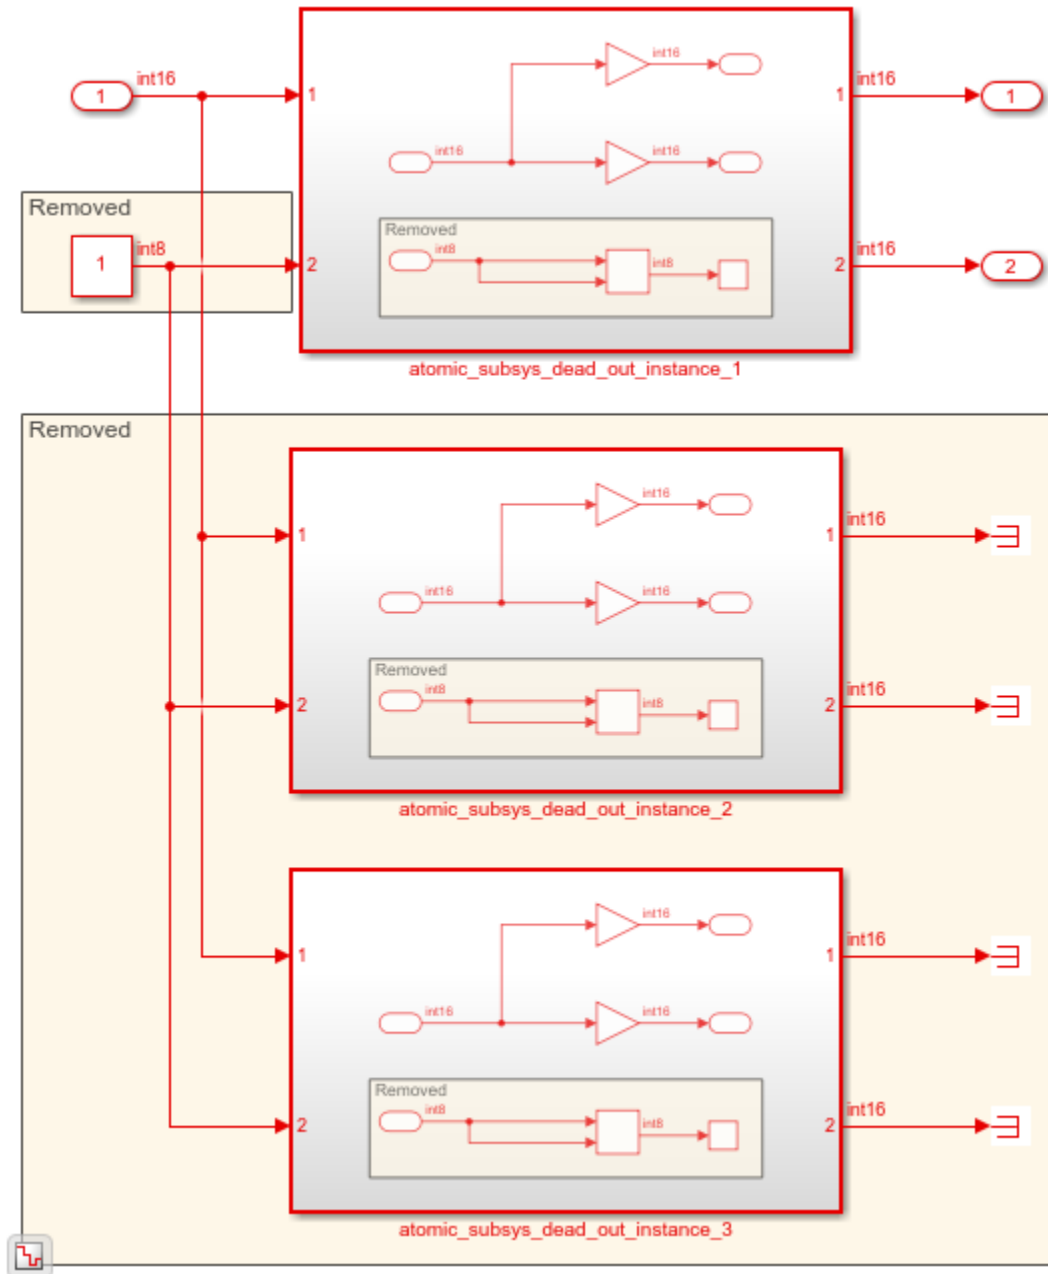 int16
int16
int16
1
1
int16
int16
1
1
Removed
Removed
int8
1
int8
int8
2
2
int16
2
atomic_subsys_dead_out_instance_1
Removed
int16
int16
1
1
int16
int16
Removed
int8
int8
2
2
int16
atomic_subsys_dead_out_instance_2
int16
int16
1
1
int16
int16
Removed
int8
int8
2
2
int16
atomic_subsys_dead_out_instance_3